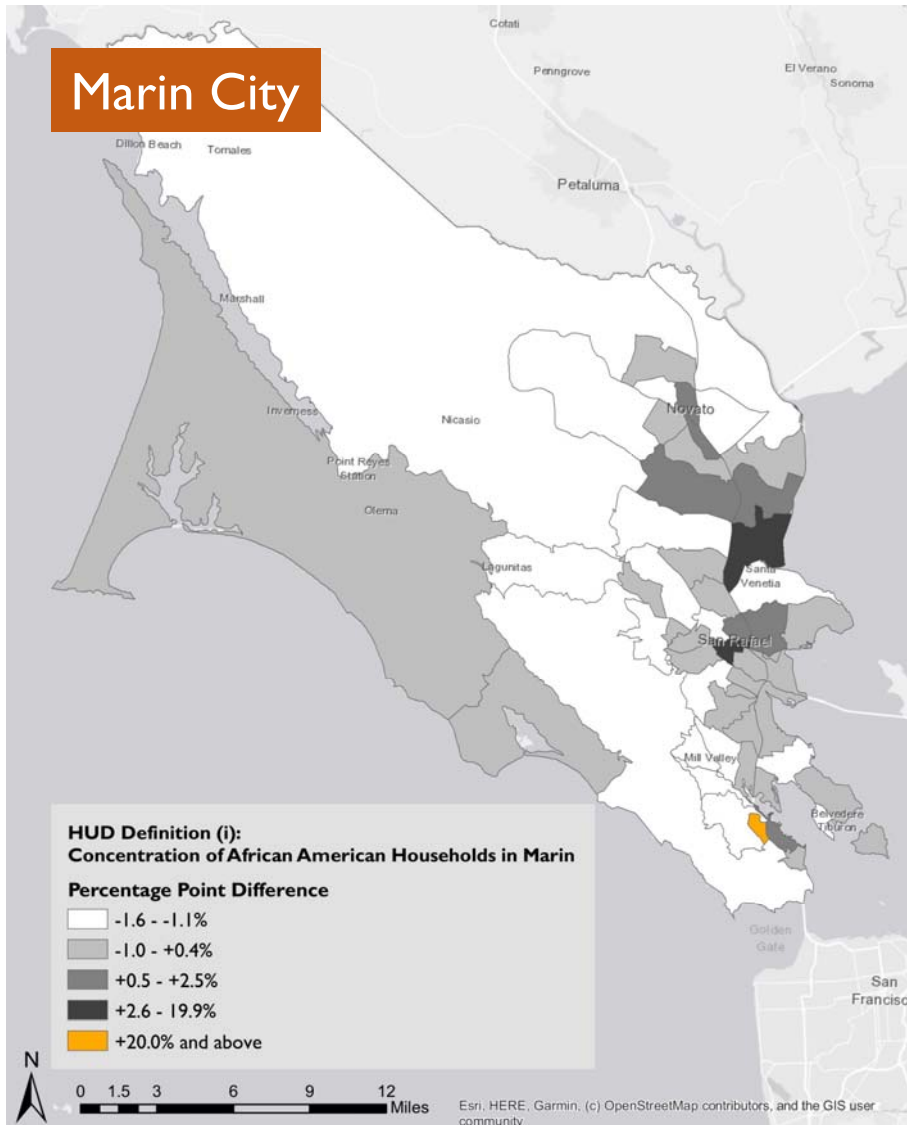 Cotati
Penngrove
El Verano
Sonoma
Marin City
Dillon Beach
Tomales
Petaluma
Marshall
Novato
Inverness
Nicasio
Point Reyes
Station
Olema
Lagunitas
Santa
Venetia
San Rafael
Mill Valley
Belvedere
Tiburon
Golden
Gate
San
Francisc
HUD Definition (i):
Concentration of African American Households in Marin
Percentage Point Difference
-1.6 - -1.1%
-1.0 - +0.4%
+0.5 - +2.5%
+2.6 - 19.9%
+20.0% and above
N
0 1.5 3 6 9 12
Miles
Esri, HERE, Garmin, (c) OpenStreetMap contributors, and the GIS user
community